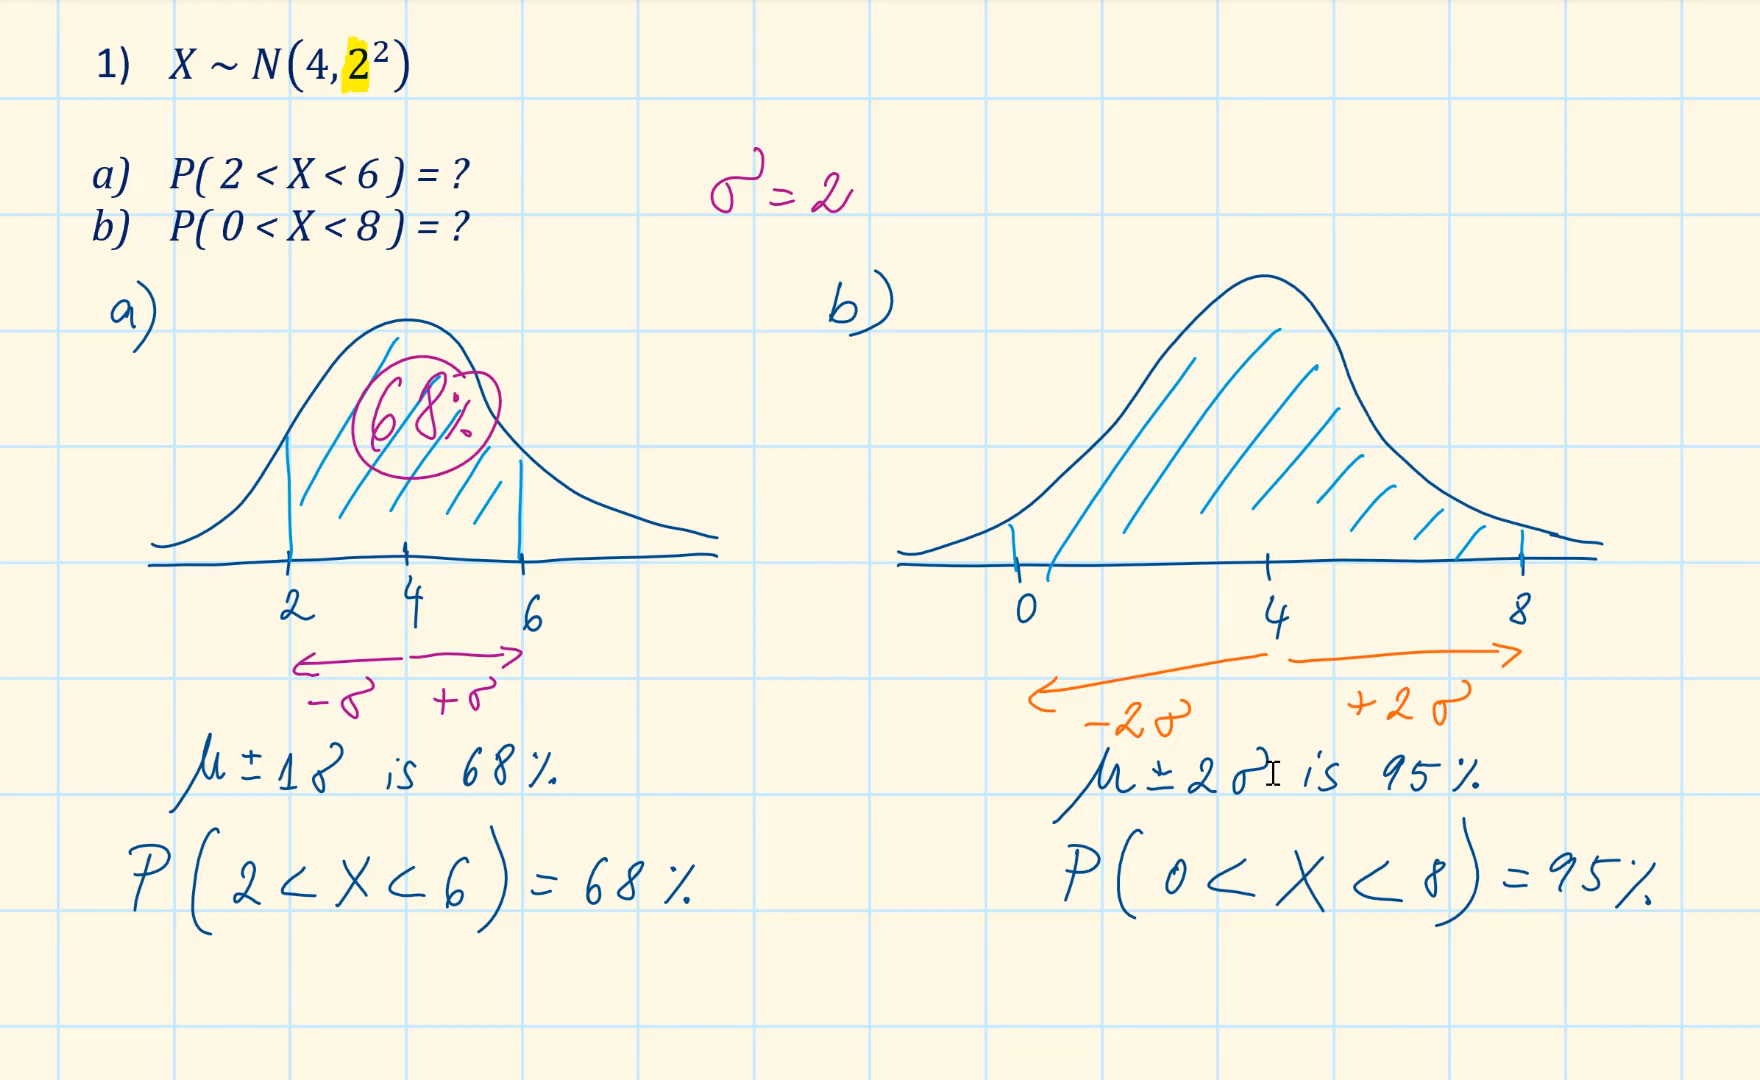 1) X ~ N(4, 2²)
a) P( 2 < X < 6 ) = ?
b) P( 0 < X < 8 ) = ?
σ = 2
a)
68%
2 4 6
-σ +σ
μ ± 1σ is 68%
P(2 < X < 6) = 68%
b)
0 4 8
-2σ +2σ
μ ± 2σ is 95%
P(0 < X < 8) = 95%